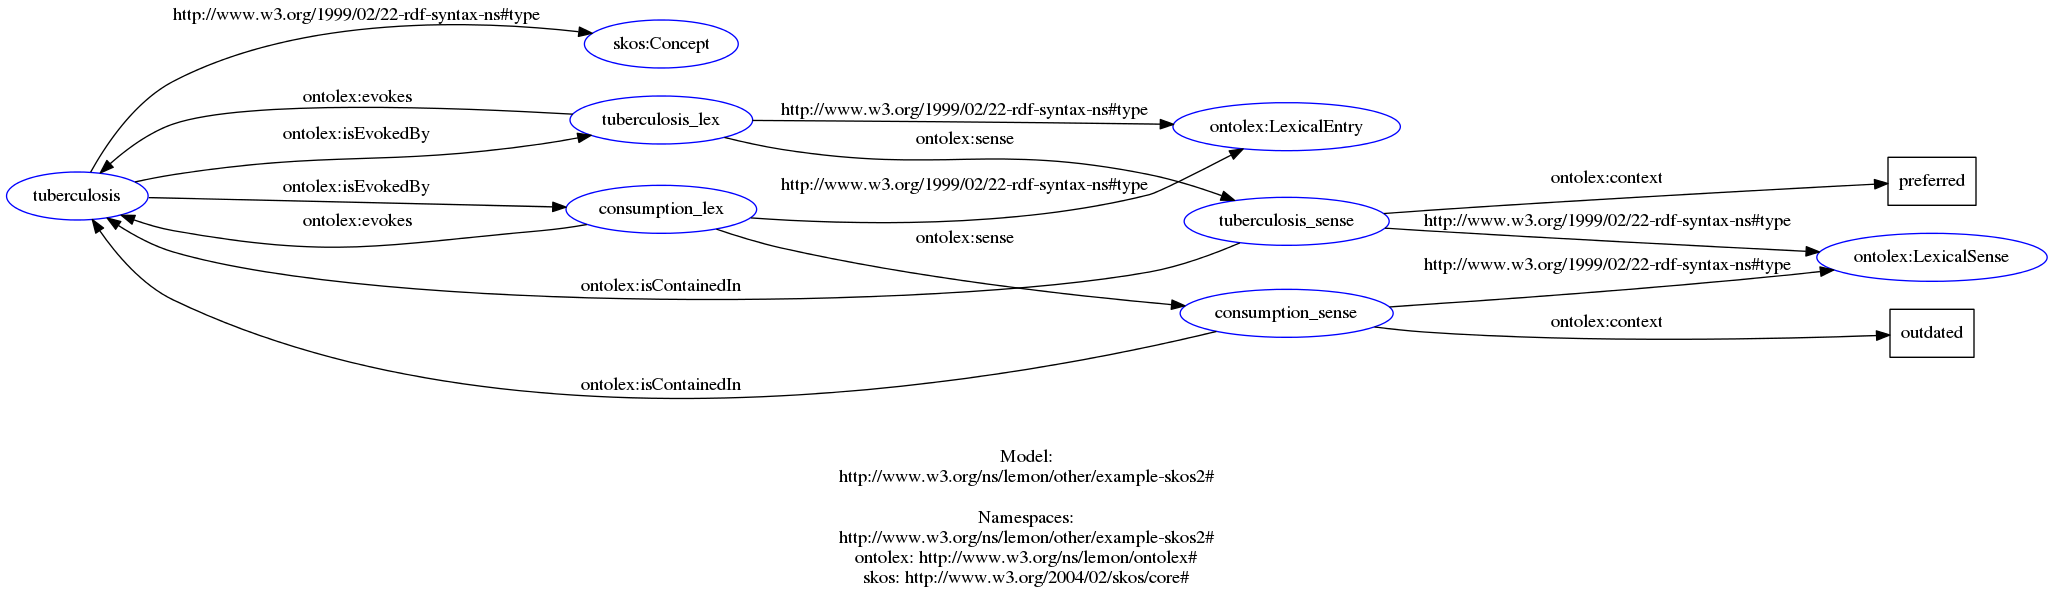 http://www.w3.org/1999/02/22-rdf-syntax-ns#type
skos:Concept
ontolex:evokes
tuberculosis_lex
http://www.w3.org/1999/02/22-rdf-syntax-ns#type
ontolex:LexicalEntry
ontolex:isEvokedBy
ontolex:sense
tuberculosis
ontolex:isEvokedBy
http://www.w3.org/1999/02/22-rdf-syntax-ns#type
ontolex:context
preferred
consumption_lex
ontolex:evokes
tuberculosis_sense
http://www.w3.org/1999/02/22-rdf-syntax-ns#type
ontolex:sense
ontolex:LexicalSense
http://www.w3.org/1999/02/22-rdf-syntax-ns#type
ontolex:isContainedIn
consumption_sense
ontolex:context
outdated
ontolex:isContainedIn
Model:
http://www.w3.org/ns/lemon/other/example-skos2#
Namespaces:
http://www.w3.org/ns/lemon/other/example-skos2#
ontolex: http://www.w3.org/ns/lemon/ontolex#
skos: http://www.w3.org/2004/02/skos/core#